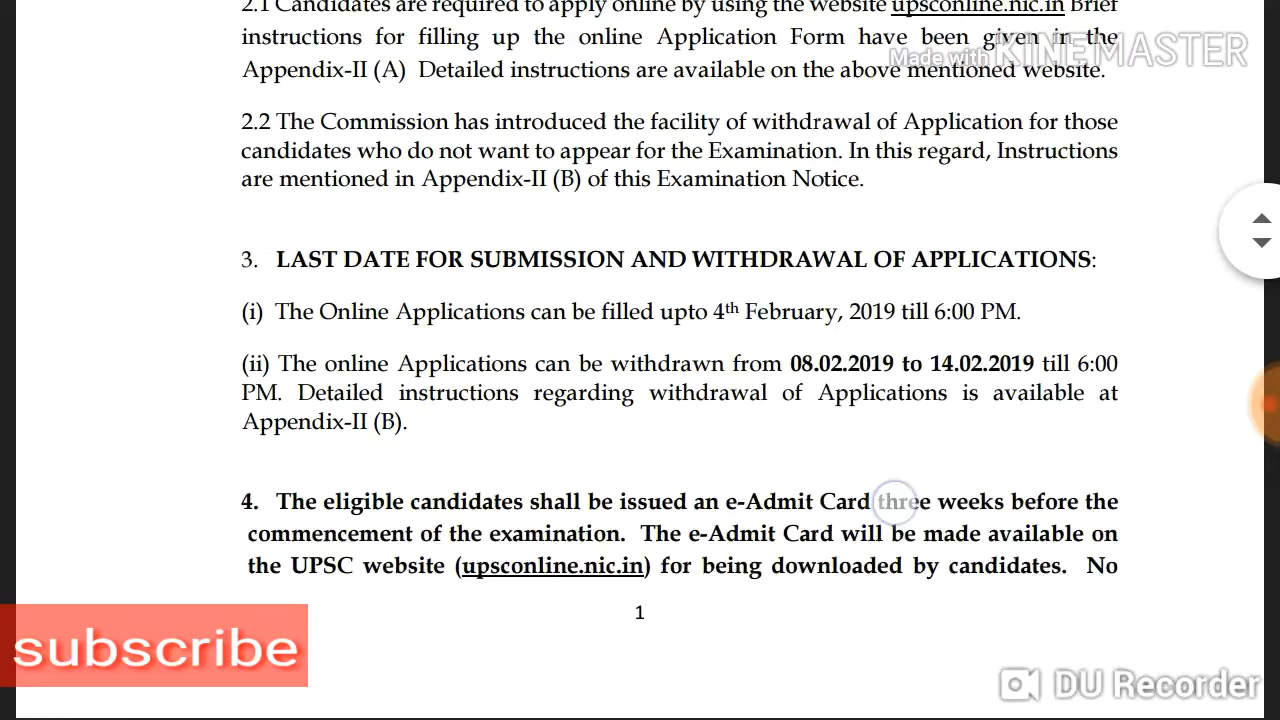 2.1 Candidates are required to apply online by using the website upsconline.nic.in Brief
instructions for filling up the online Application Form have been given in the
Made with KINEMASTER
Appendix-II (A) Detailed instructions are available on the above mentioned website.
2.2 The Commission has introduced the facility of withdrawal of Application for those
candidates who do not want to appear for the Examination. In this regard, Instructions
are mentioned in Appendix-II (B) of this Examination Notice.
3. LAST DATE FOR SUBMISSION AND WITHDRAWAL OF APPLICATIONS:
(i) The Online Applications can be filled upto 4th February, 2019 till 6:00 PM.
(ii) The online Applications can be withdrawn from 08.02.2019 to 14.02.2019 till 6:00
PM. Detailed instructions regarding withdrawal of Applications is available at
Appendix-II (B).
4. The eligible candidates shall be issued an e-Admit Card three weeks before the
commencement of the examination. The e-Admit Card will be made available on
the UPSC website (upsconline.nic.in) for being downloaded by candidates. No
1
subscribe
DU Recorder